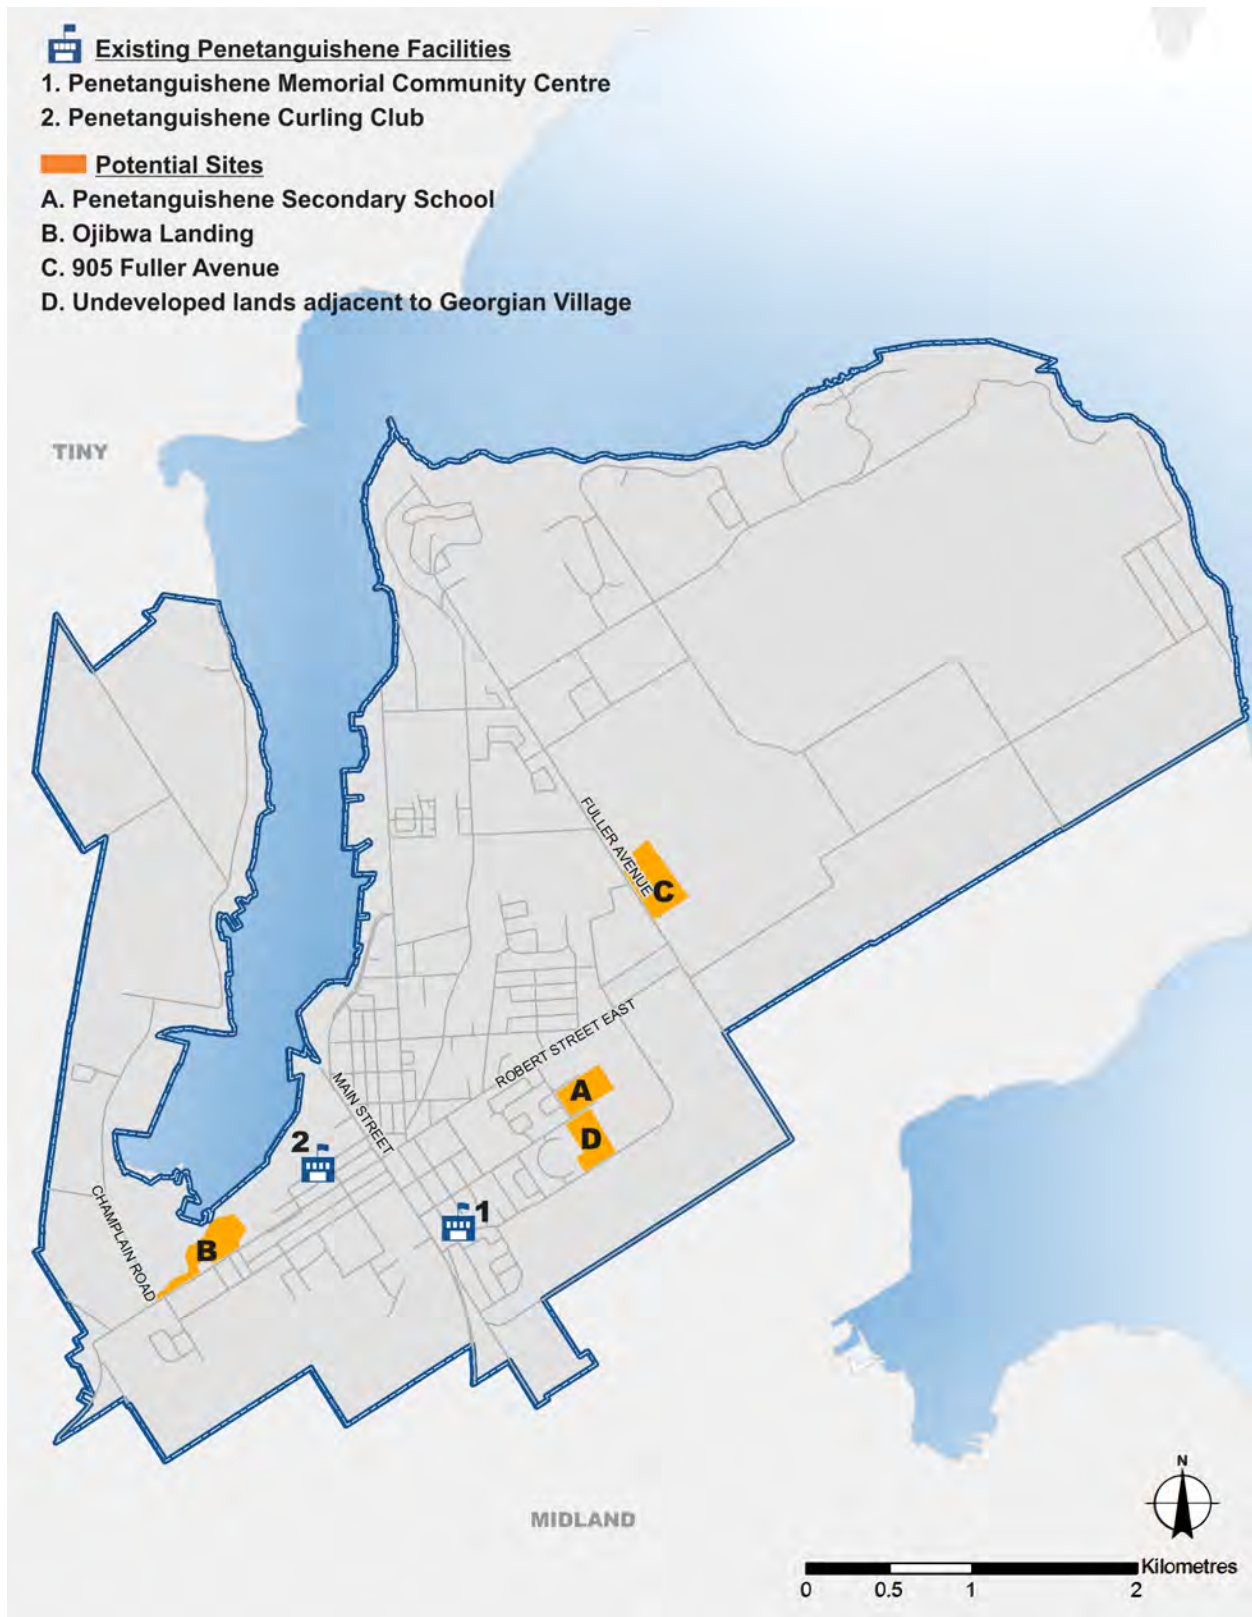 Existing Penetanguishene Facilities
1. Penetanguishene Memorial Community Centre
2. Penetanguishene Curling Club
Potential Sites
A. Penetanguishene Secondary School
B. Ojibwa Landing
C. 905 Fuller Avenue
D. Undeveloped lands adjacent to Georgian Village
TINY
FULLER AVENUE
C
ROBERT STREET EAST
A
MAIN STREET
D
2
1
CHAMPLAIN ROAD
B
MIDLAND
N
Kilometres
0 0.5 1 2